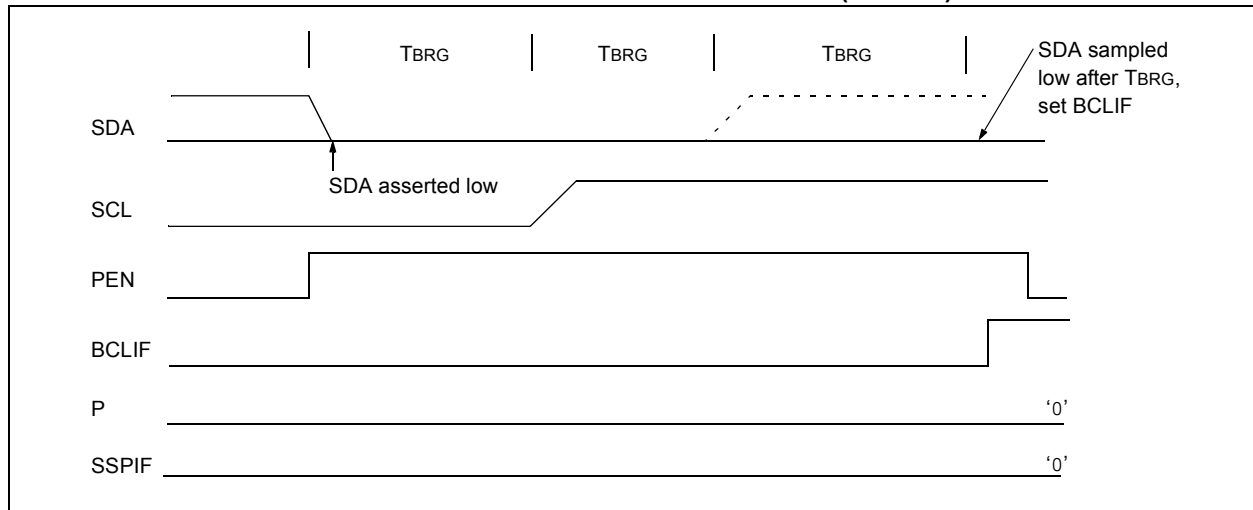 TBRG TBRG TBRG
SDA sampled
low after TBRG,
set BCLIF
SDA
SDA asserted low
SCL
PEN
BCLIF
P '0'
SSPIF '0'